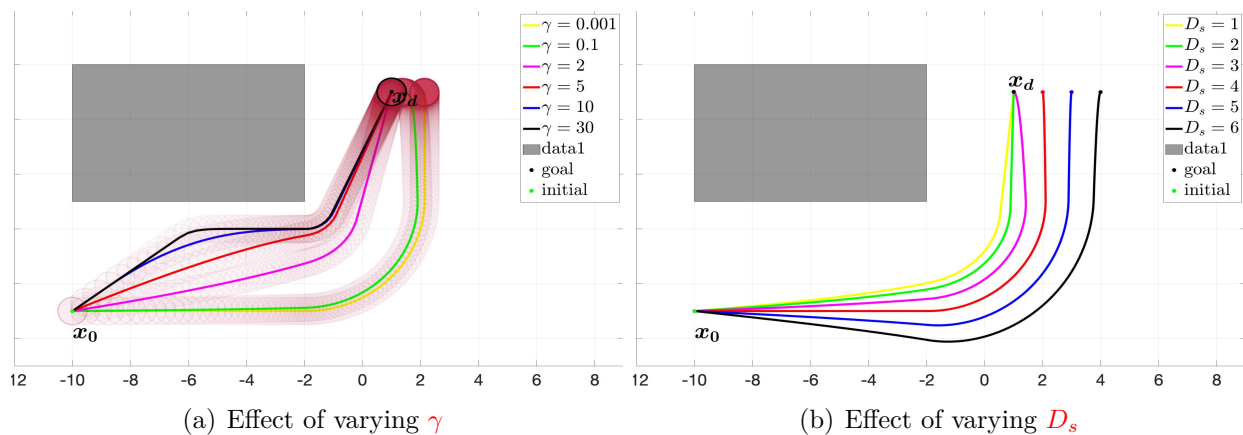 γ = 0.001
γ = 0.1
γ = 2
γ = 5
γ = 10
γ = 30
data1
goal
initial
x_d
x_0
12 -10 -8 -6 -4 -2 0 2 4 6 8
(a) Effect of varying γ
D_s = 1
D_s = 2
D_s = 3
D_s = 4
D_s = 5
D_s = 6
data1
goal
initial
x_d
x_0
12 -10 -8 -6 -4 -2 0 2 4 6 8
(b) Effect of varying D_s